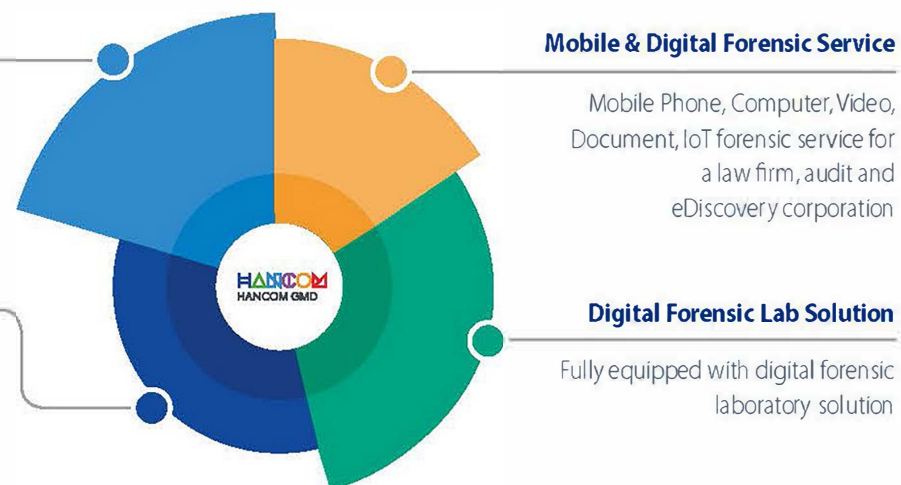 Mobile & Digital Forensic Service
Mobile Phone, Computer, Video,
Document, IoT forensic service for
a law firm, audit and
eDiscovery corporation
HANCOM
HANCOM GMD
Digital Forensic Lab Solution
Fully equipped with digital forensic
laboratory solution